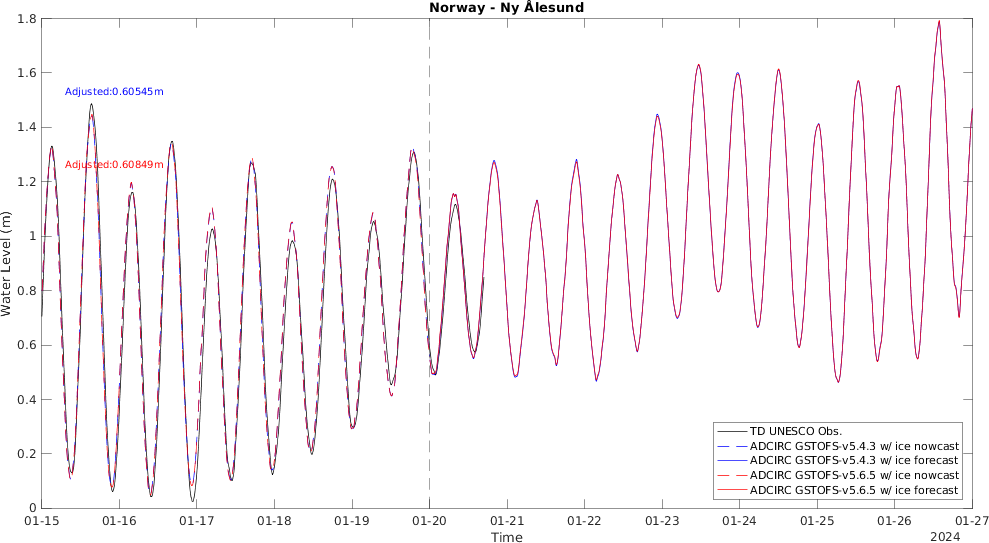 Norway - Ny Ålesund
1.8
1.6
1.4
1.2
1
0.8
0.6
0.4
0.2
0
Water Level (m)
Adjusted:0.60545m
Adjusted:0.60849m
TD UNESCO Obs.
ADCIRC GSTOFS-v5.4.3 w/ ice nowcast
ADCIRC GSTOFS-v5.4.3 w/ ice forecast
ADCIRC GSTOFS-v5.6.5 w/ ice nowcast
ADCIRC GSTOFS-v5.6.5 w/ ice forecast
01-15 01-16 01-17 01-18 01-19 01-20 01-21 01-22 01-23 01-24 01-25 01-26 01-27
Time
2024